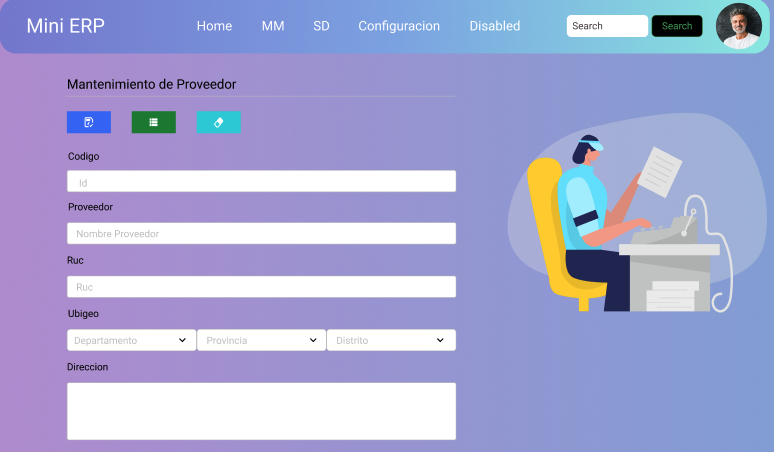 Mini ERP Home MM SD Configuracion Disabled Search Search
Mantenimiento de Proveedor
Codigo
Id
Proveedor
Nombre Proveedor
Ruc
Ruc
Ubigeo
Departamento Provincia Distrito
Direccion